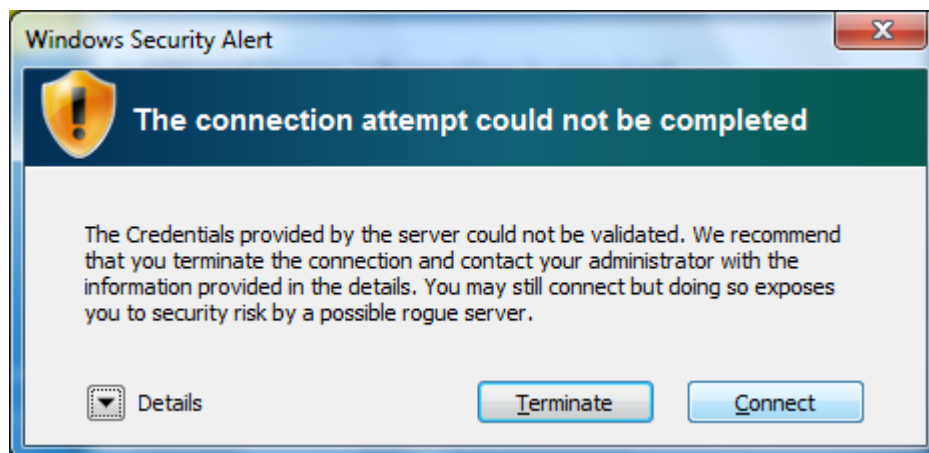 Windows Security Alert
The connection attempt could not be completed
The Credentials provided by the server could not be validated. We recommend
that you terminate the connection and contact your administrator with the
information provided in the details. You may still connect but doing so exposes
you to security risk by a possible rogue server.
Details Terminate Connect